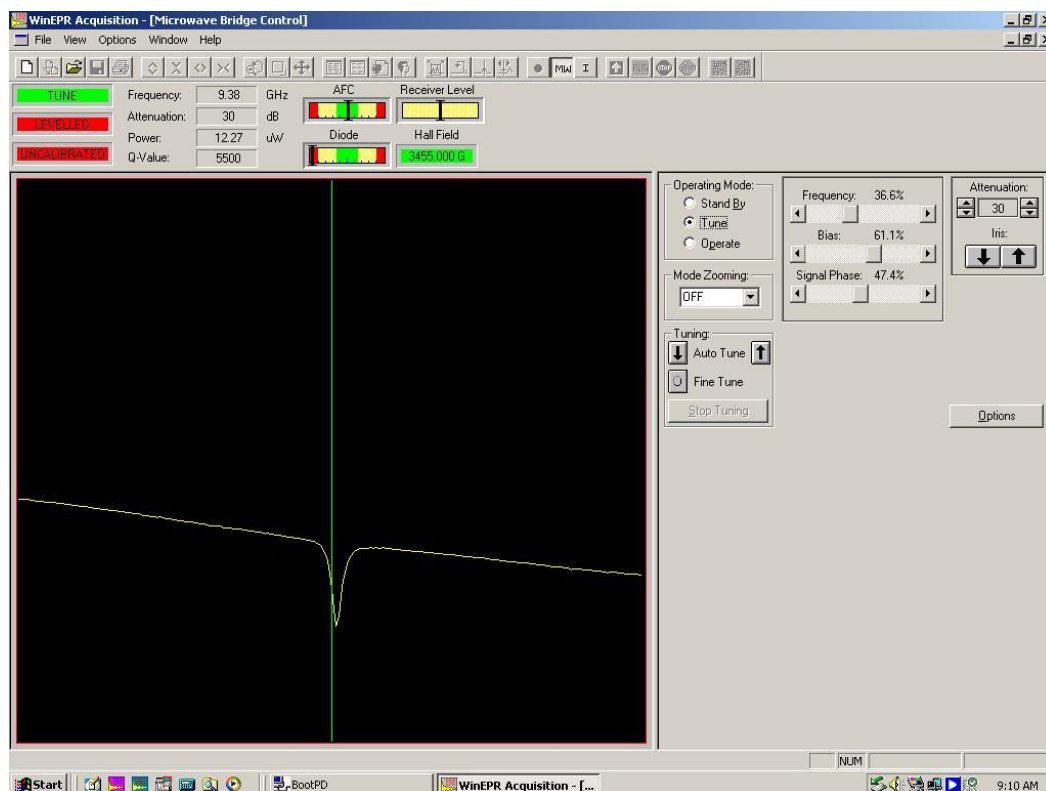 WinEPR Acquisition - [Microwave Bridge Control]
File View Options Window Help
MW I
TUNE
LEVELLED
UNCALIBRATED
Frequency: 9.38 GHz
Attenuation: 30 dB
Power: 12.27 uW
Q-Value: 5500
AFC
Receiver Level
Diode
Hall Field
3455.000 G
Operating Mode:
Stand By
Tune
Operate
Mode Zooming:
OFF
Tuning:
Auto Tune
Fine Tune
Stop Tuning
Frequency: 36.6%
Bias: 61.1%
Signal Phase: 47.4%
Attenuation:
30
Iris:
Options
NUM
Start
BootPD
WinEPR Acquisition - [...
9:10 AM